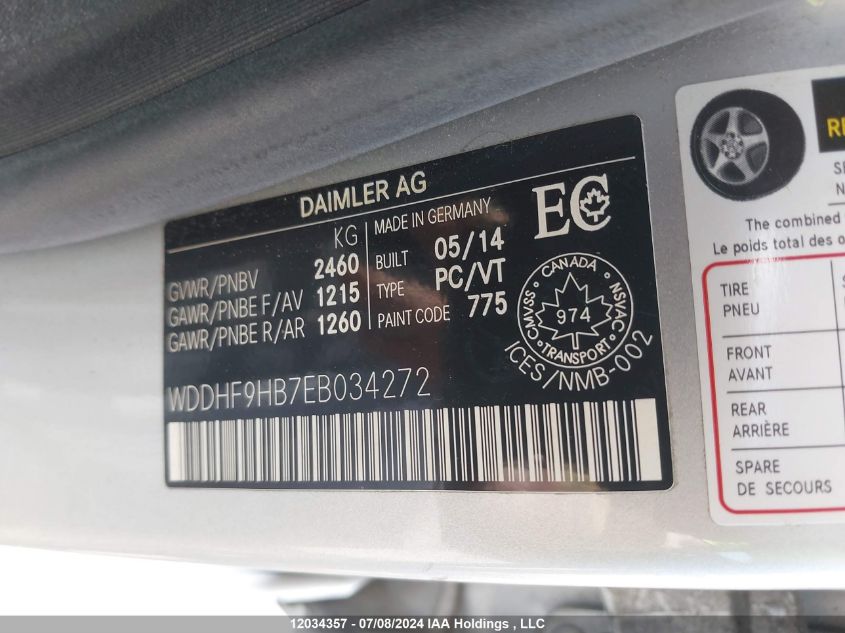 DAIMLER AG
KG
GVWR/PNBV 2460
GAWR/PNBE F/AV 1215
GAWR/PNBE R/AR 1260
MADE IN GERMANY
BUILT 05/14
TYPE PC/VT
PAINT CODE 775
EC
CANADA
CMVSS NSVAC
974
TRANSPORT
ICES/NMB-002
WDDHF9HB7EB034272
The combined
Le poids total des
TIRE
PNEU
FRONT
AVANT
REAR
ARRIÈRE
SPARE
DE SECOURS
12034357 - 07/08/2024 IAA Holdings , LLC